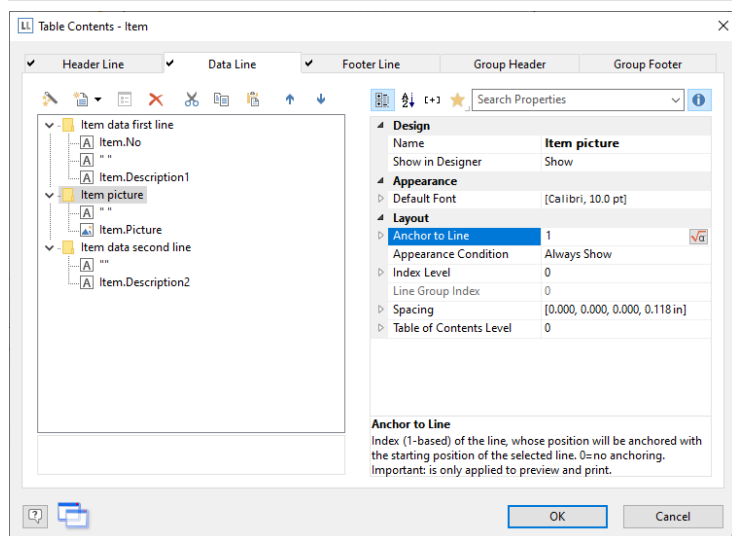 LL Table Contents - Item
Header Line Data Line Footer Line Group Header Group Footer
Search Properties
Item data first line
A Item.No
A " "
A Item.Description1
Item picture
A " "
Item.Picture
Item data second line
A ""
A Item.Description2
Design
Name Item picture
Show in Designer Show
Appearance
Default Font [Calibri, 10.0 pt]
Layout
Anchor to Line 1
Appearance Condition Always Show
Index Level 0
Line Group Index 0
Spacing [0.000, 0.000, 0.000, 0.118 in]
Table of Contents Level 0
Anchor to Line
Index (1-based) of the line, whose position will be anchored with
the starting position of the selected line. 0=no anchoring.
Important: is only applied to preview and print.
OK Cancel